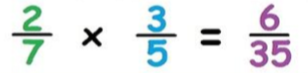 2/7 × 3/5 = 6/35